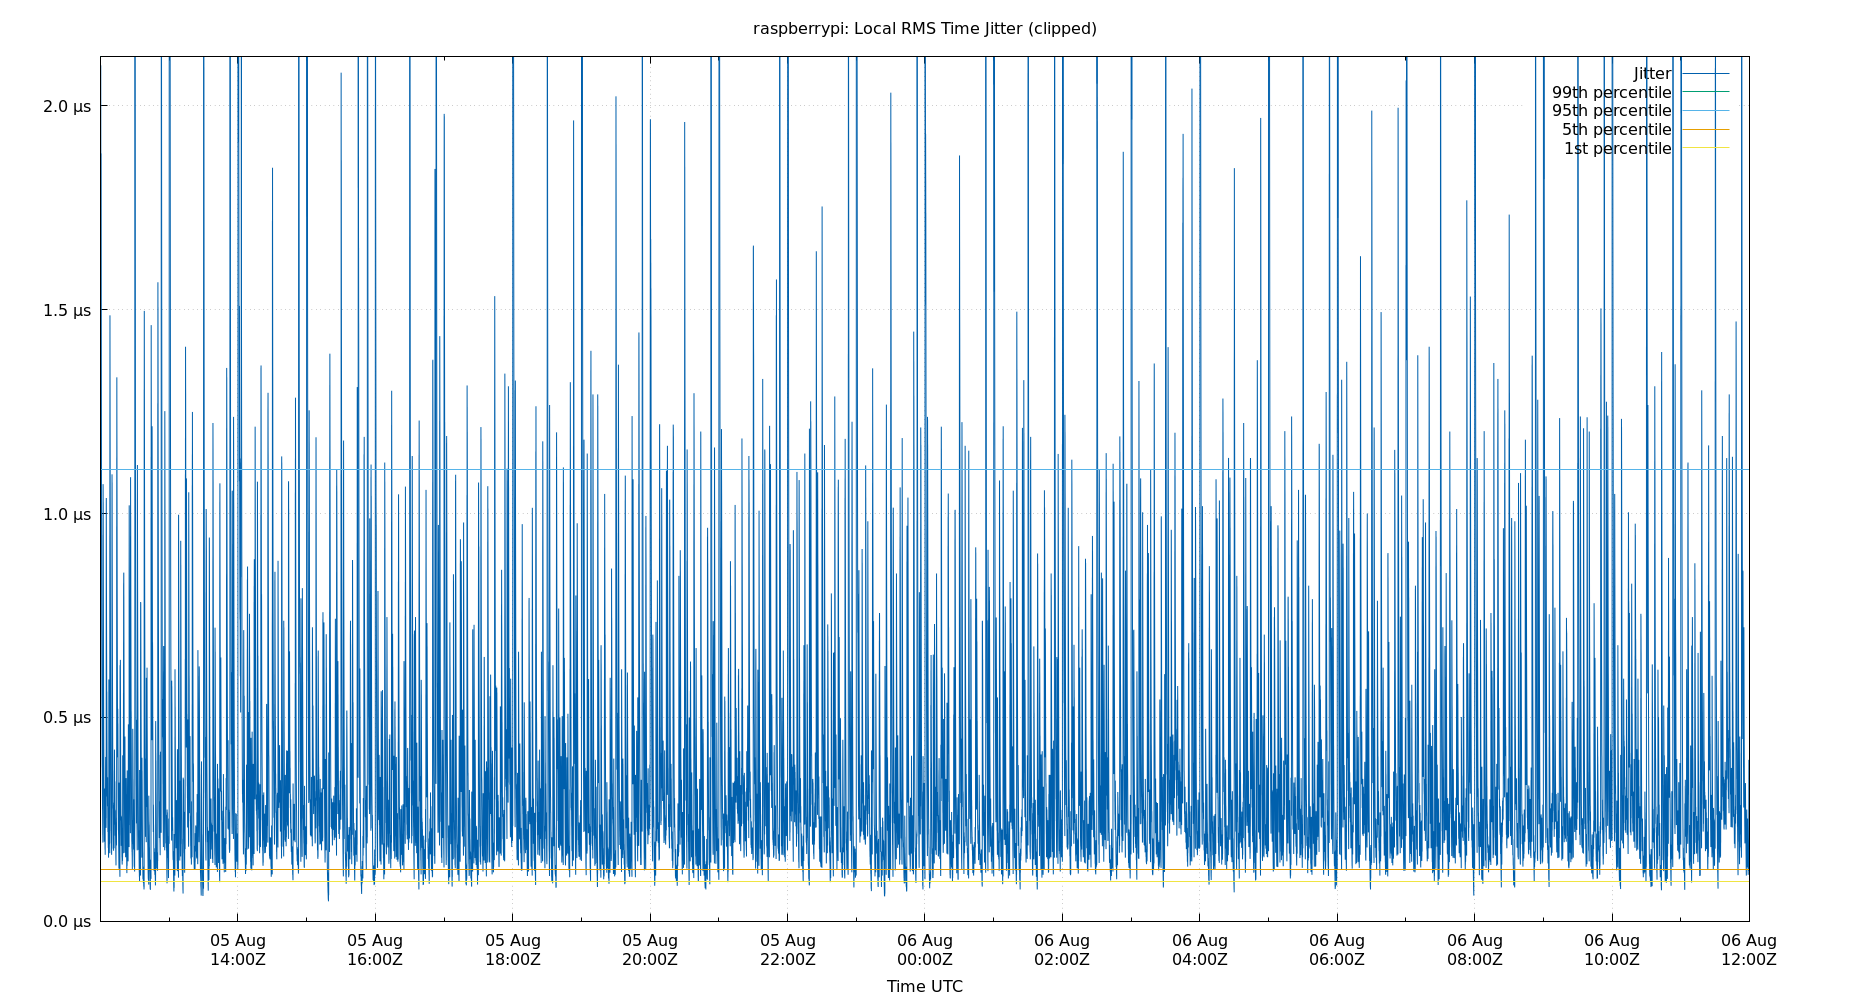 raspberrypi: Local RMS Time Jitter (clipped)
Jitter
99th percentile
95th percentile
5th percentile
1st percentile
2.0 μs
1.5 μs
1.0 μs
0.5 μs
0.0 μs
05 Aug 05 Aug 05 Aug 05 Aug 05 Aug 06 Aug 06 Aug 06 Aug 06 Aug 06 Aug 06 Aug 06 Aug
14:00Z 16:00Z 18:00Z 20:00Z 22:00Z 00:00Z 02:00Z 04:00Z 06:00Z 08:00Z 10:00Z 12:00Z
Time UTC